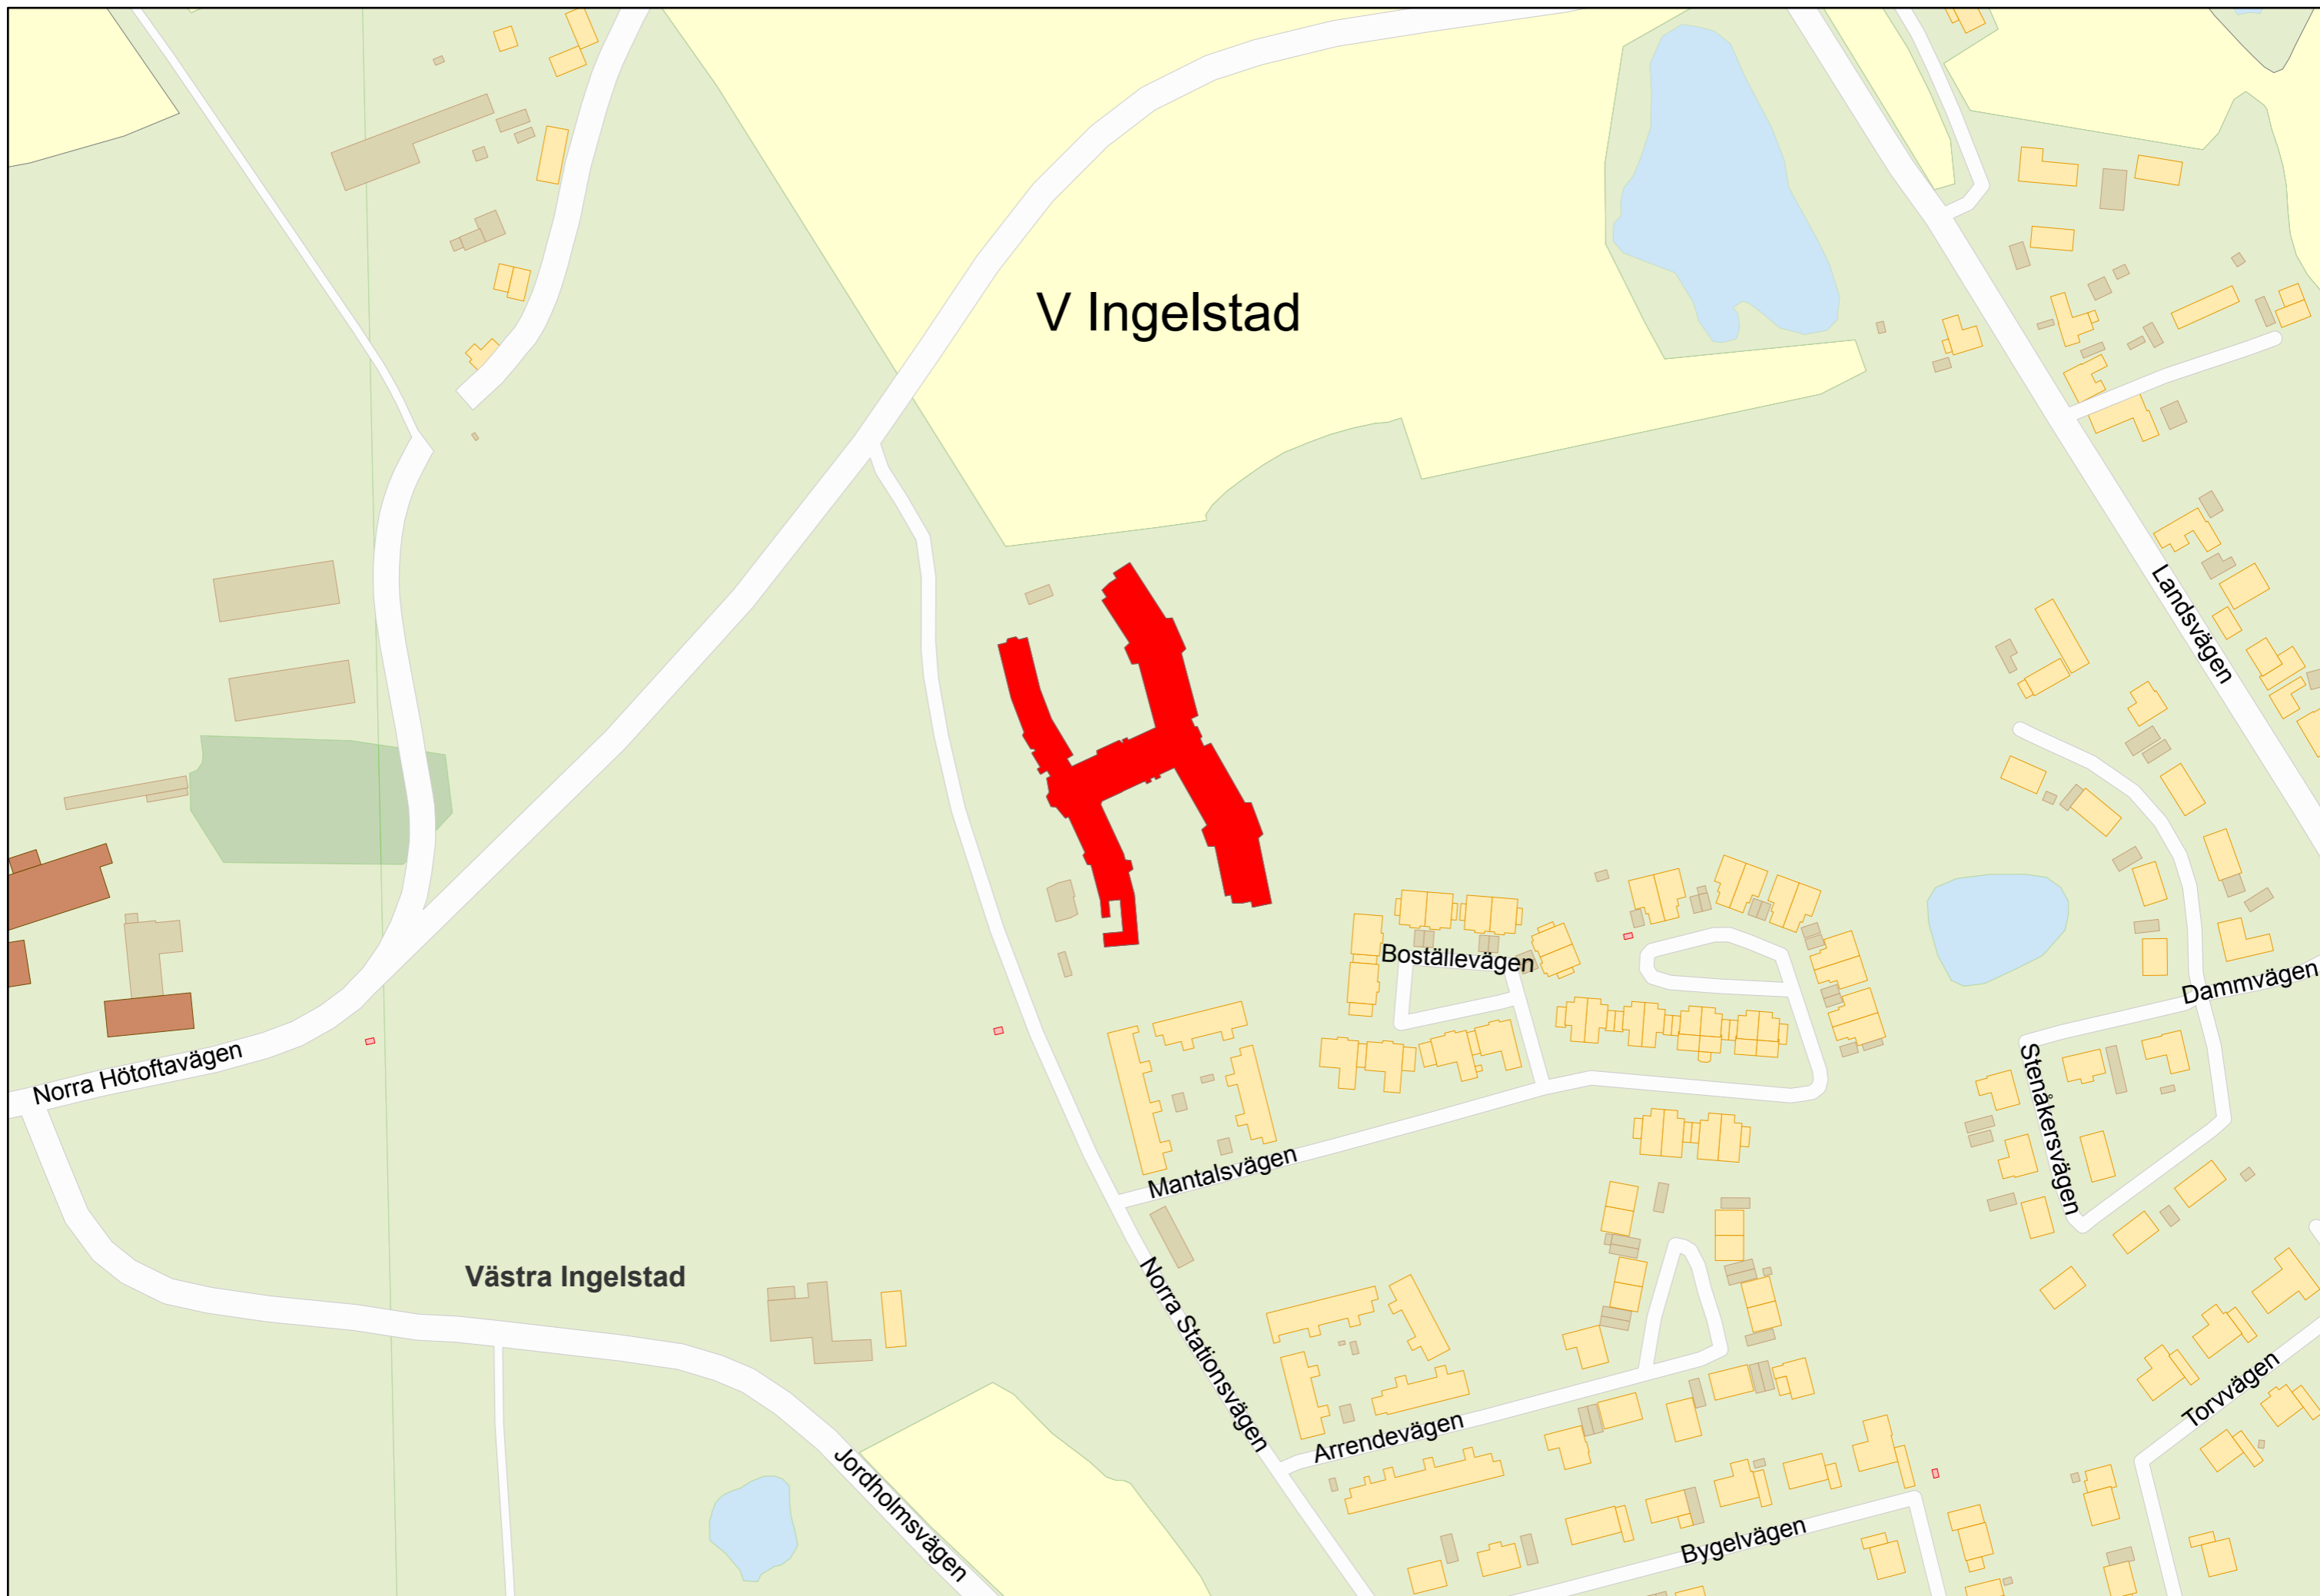 V Ingelstad
Landsvägen
Boställevägen
Dammvägen
Norra Hötoftavägen
Stenåkersvägen
Mantalsvägen
Västra Ingelstad
Norra Stationsvägen
Torvvägen
Arrendevägen
Jordholmsvägen
Bygelvägen